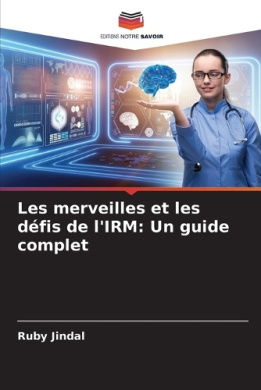 EDITIONS NOTRE SAVOIR
Les merveilles et les
défis de l'IRM: Un guide
complet
Ruby Jindal